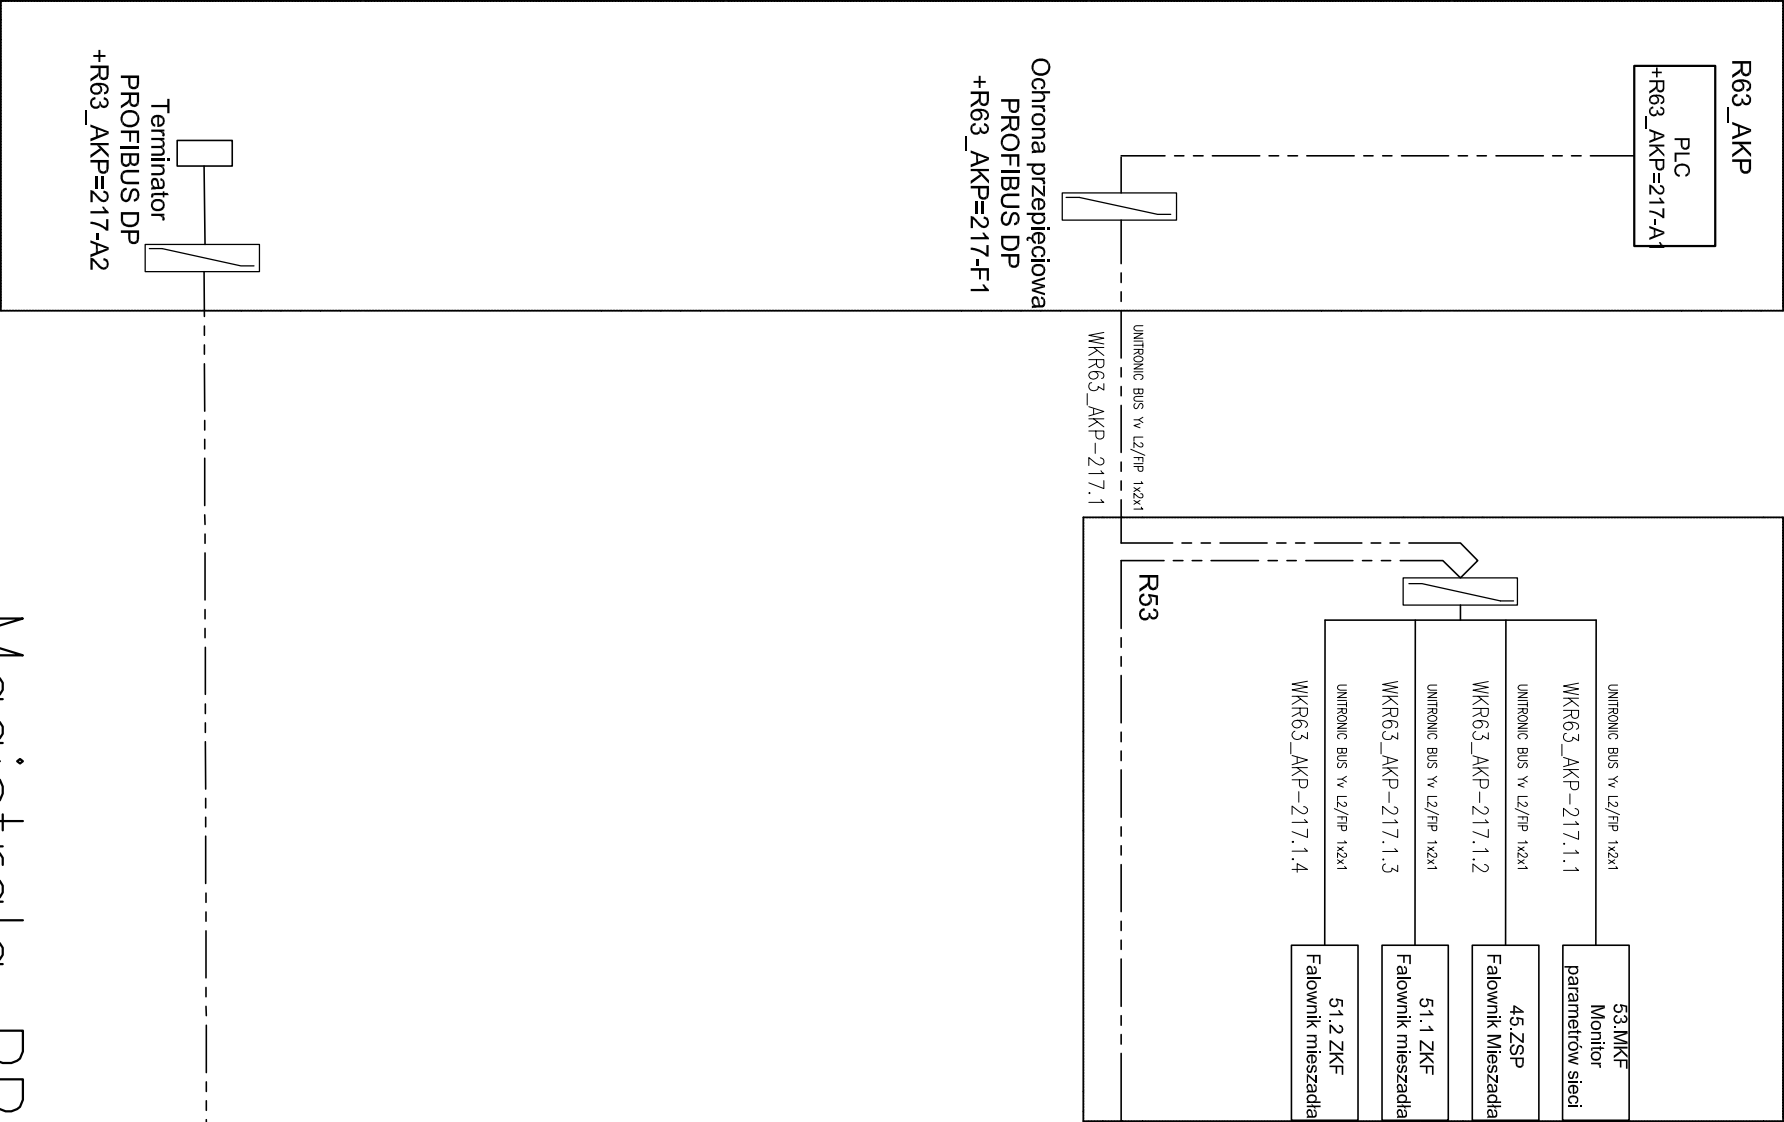 R63_AKP
PLC
+R63_AKP=217-A1
Ochrona przepięciowa
PROFIBUS DP
+R63_AKP=217-F1
Terminator
PROFIBUS DP
+R63_AKP=217-A2
UNITRONIC BUS Yv L2/FIP 1x2x1
WKR63_AKP-217.1
R53
UNITRONIC BUS Yv L2/FIP 1x2x1
WKR63_AKP-217.1.1
UNITRONIC BUS Yv L2/FIP 1x2x1
WKR63_AKP-217.1.2
UNITRONIC BUS Yv L2/FIP 1x2x1
WKR63_AKP-217.1.3
UNITRONIC BUS Yv L2/FIP 1x2x1
WKR63_AKP-217.1.4
53.MKF
Monitor
parametrów sieci
45.ZSP
Falownik Mieszadła
51.1 ZKF
Falownik mieszadła
51.2 ZKF
Falownik mieszadła